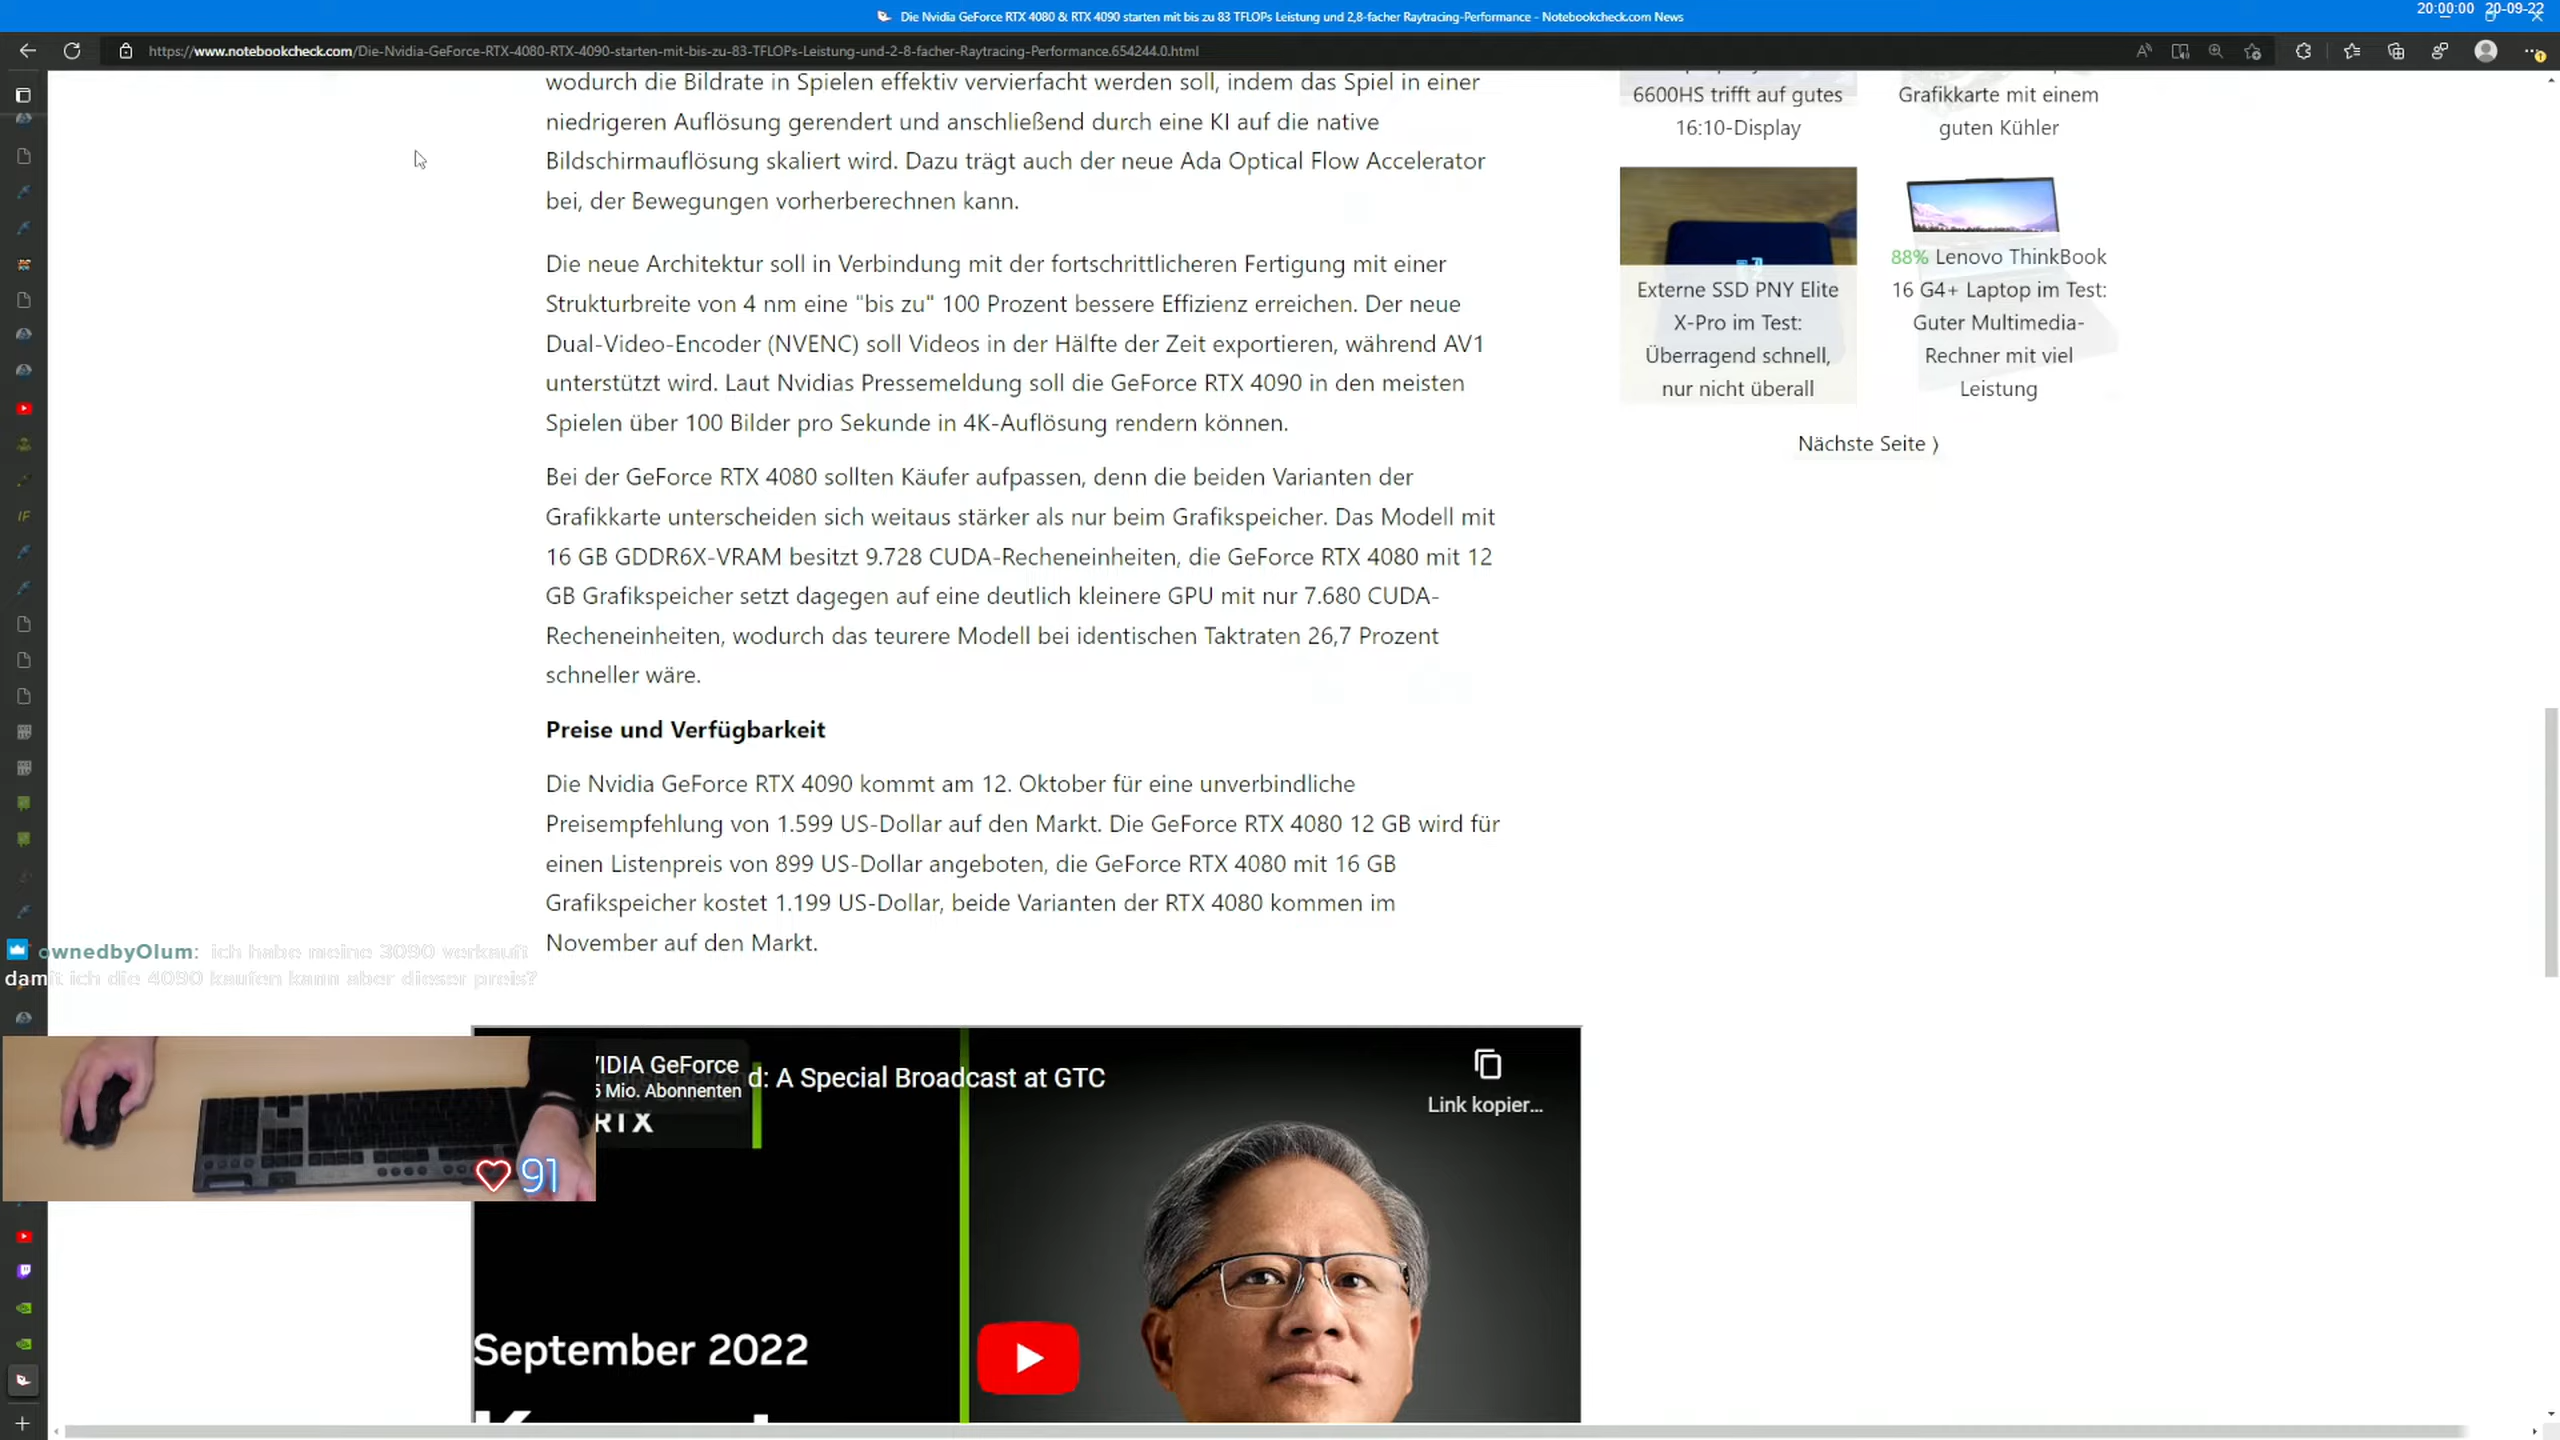 Die Nvidia GeForce RTX 4080 & RTX 4090 starten mit bis zu 83 TFLOPs Leistung und 2,8-facher Raytracing-Performance - Notebookcheck.com News
20:00:00 20-09-22
https://www.notebookcheck.com/Die-Nvidia-GeForce-RTX-4080-RTX-4090-starten-mit-bis-zu-83-TFLOPs-Leistung-und-2-8-facher-Raytracing-Performance.654244.0.html
wodurch die Bildrate in Spielen effektiv vervierfacht werden soll, indem das Spiel in einer
niedrigeren Auflösung gerendert und anschließend durch eine KI auf die native
Bildschirmauflösung skaliert wird. Dazu trägt auch der neue Ada Optical Flow Accelerator
bei, der Bewegungen vorherberechnen kann.
Die neue Architektur soll in Verbindung mit der fortschrittlicheren Fertigung mit einer
Strukturbreite von 4 nm eine "bis zu" 100 Prozent bessere Effizienz erreichen. Der neue
Dual-Video-Encoder (NVENC) soll Videos in der Hälfte der Zeit exportieren, während AV1
unterstützt wird. Laut Nvidias Pressemeldung soll die GeForce RTX 4090 in den meisten
Spielen über 100 Bilder pro Sekunde in 4K-Auflösung rendern können.
Bei der GeForce RTX 4080 sollten Käufer aufpassen, denn die beiden Varianten der
Grafikkarte unterscheiden sich weitaus stärker als nur beim Grafikspeicher. Das Modell mit
16 GB GDDR6X-VRAM besitzt 9.728 CUDA-Recheneinheiten, die GeForce RTX 4080 mit 12
GB Grafikspeicher setzt dagegen auf eine deutlich kleinere GPU mit nur 7.680 CUDA-
Recheneinheiten, wodurch das teurere Modell bei identischen Taktraten 26,7 Prozent
schneller wäre.
Preise und Verfügbarkeit
Die Nvidia GeForce RTX 4090 kommt am 12. Oktober für eine unverbindliche
Preisempfehlung von 1.599 US-Dollar auf den Markt. Die GeForce RTX 4080 12 GB wird für
einen Listenpreis von 899 US-Dollar angeboten, die GeForce RTX 4080 mit 16 GB
Grafikspeicher kostet 1.199 US-Dollar, beide Varianten der RTX 4080 kommen im
November auf den Markt.
6600HS trifft auf gutes
16:10-Display
Grafikkarte mit einem
guten Kühler
Externe SSD PNY Elite
X-Pro im Test:
Überragend schnell,
nur nicht überall
88% Lenovo ThinkBook
16 G4+ Laptop im Test:
Guter Multimedia-
Rechner mit viel
Leistung
Nächste Seite ⟩
IF
ownedbyOlum: ich habe meine 3090 verkauft
damit ich die 4090 kaufen kann aber dieser preis?
91
VIDIA GeForce
5 Mio. Abonnenten
d: A Special Broadcast at GTC
RTX
Link kopier...
September 2022